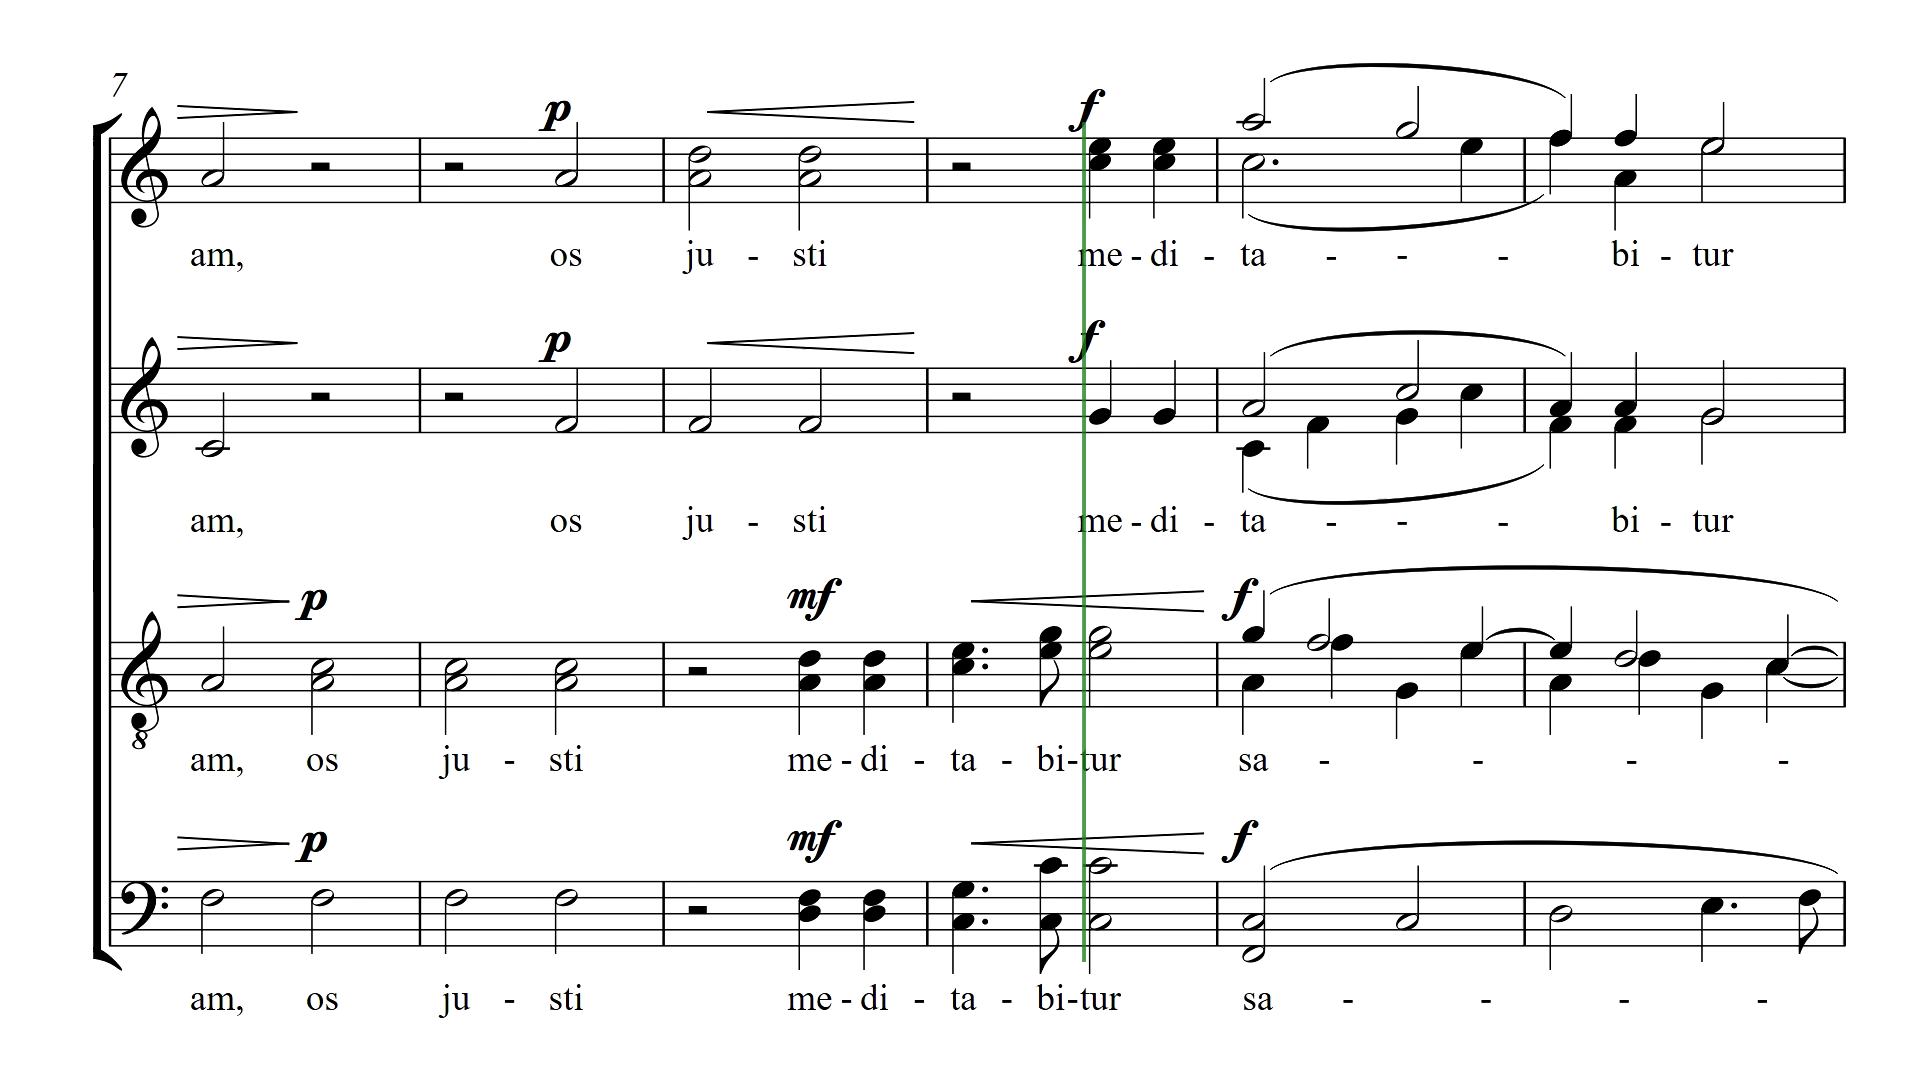 7
p f
am, os ju - sti me - di - ta - - - bi - tur
p f
am, os ju - sti me - di - ta - - - bi - tur
p mf f
8
am, os ju - sti me - di - ta - bi - tur sa - - - -
p mf f
am, os ju - sti me - di - ta - bi - tur sa - - - -